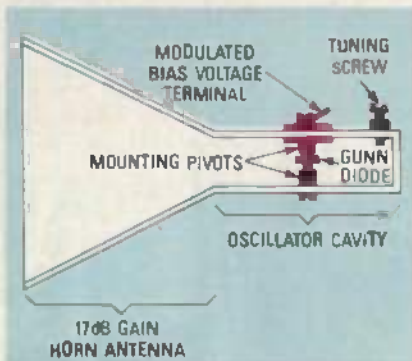 MODULATED
BIAS VOLTAGE
TERMINAL
TUNING
SCREW
MOUNTING PIVOTS
GUNN
DIODE
OSCILLATOR CAVITY
17dB GAIN
HORN ANTENNA